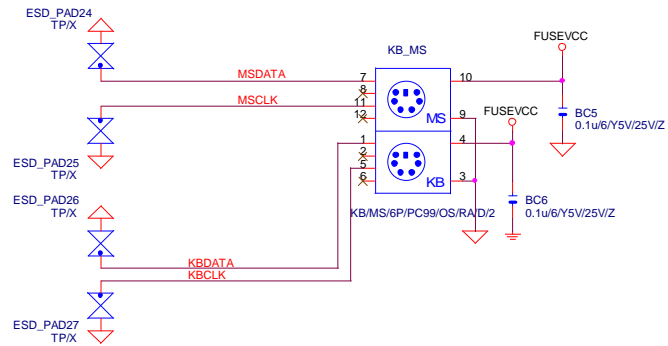 ESD_PAD24
TP/X
KB_MS
FUSEVCC
MSDATA
7
10
8
MSCLK
11
FUSEVCC
BC5
0.1u/6/Y5V/25V/Z
12
MS
9
1
4
ESD_PAD25
TP/X
2
5
ESD_PAD26
TP/X
6
KB
3
BC6
0.1u/6/Y5V/25V/Z
KB/MS/6P/PC99/OS/RA/D/2
KBDATA
KBCLK
ESD_PAD27
TP/X